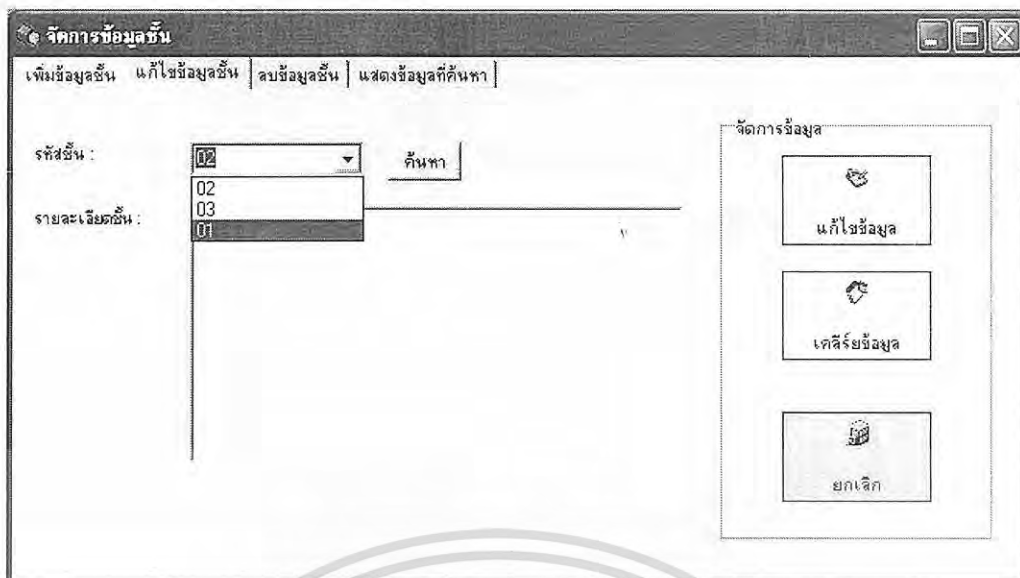 จัดการข้อมูลชั้น
เพิ่มข้อมูลชั้น แก้ไขข้อมูลชั้น ลบข้อมูลชั้น แสดงข้อมูลที่ค้นหา
จัดการข้อมูล
รหัสชั้น : 02 ค้นหา
02
03
01
รายละเอียดชั้น :
แก้ไขข้อมูล
เคลียร์ข้อมูล
ยกเลิก